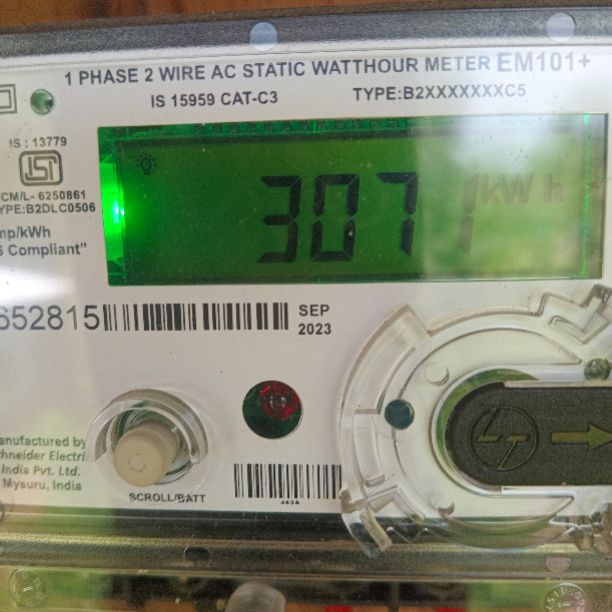 1 PHASE 2 WIRE AC STATIC WATTHOUR METER EM101+
IS 15959 CAT-C3 TYPE:B2XXXXXXXC5
IS : 13779
CM/L- 6250861
YPE:B2DLC0506
mp/kWh
S Compliant"
3071 kWh
652815
SEP
2023
anufactured by
chneider Electri
India Pvt. Ltd.
Mysuru, India
SCROLL/BATT